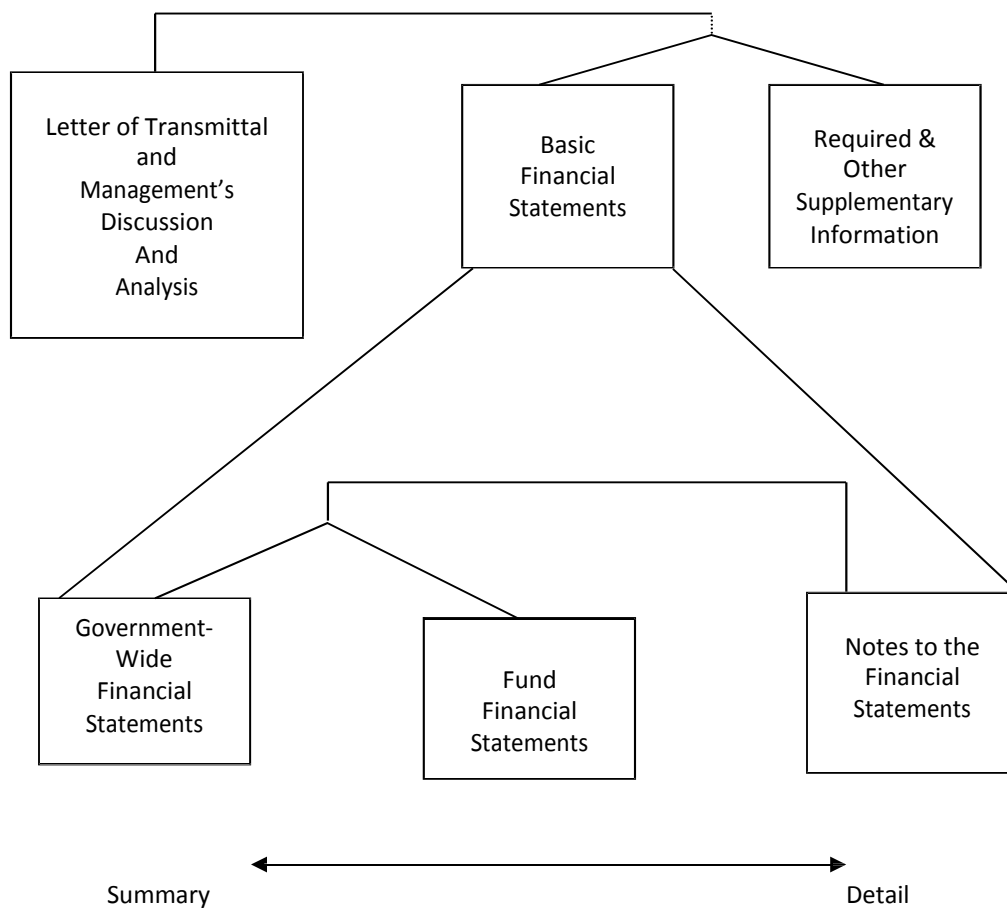 Letter of Transmittal
and
Management’s
Discussion
And
Analysis
Basic
Financial
Statements
Required &
Other
Supplementary
Information
Government-
Wide
Financial
Statements
Fund
Financial
Statements
Notes to the
Financial
Statements
Summary
Detail